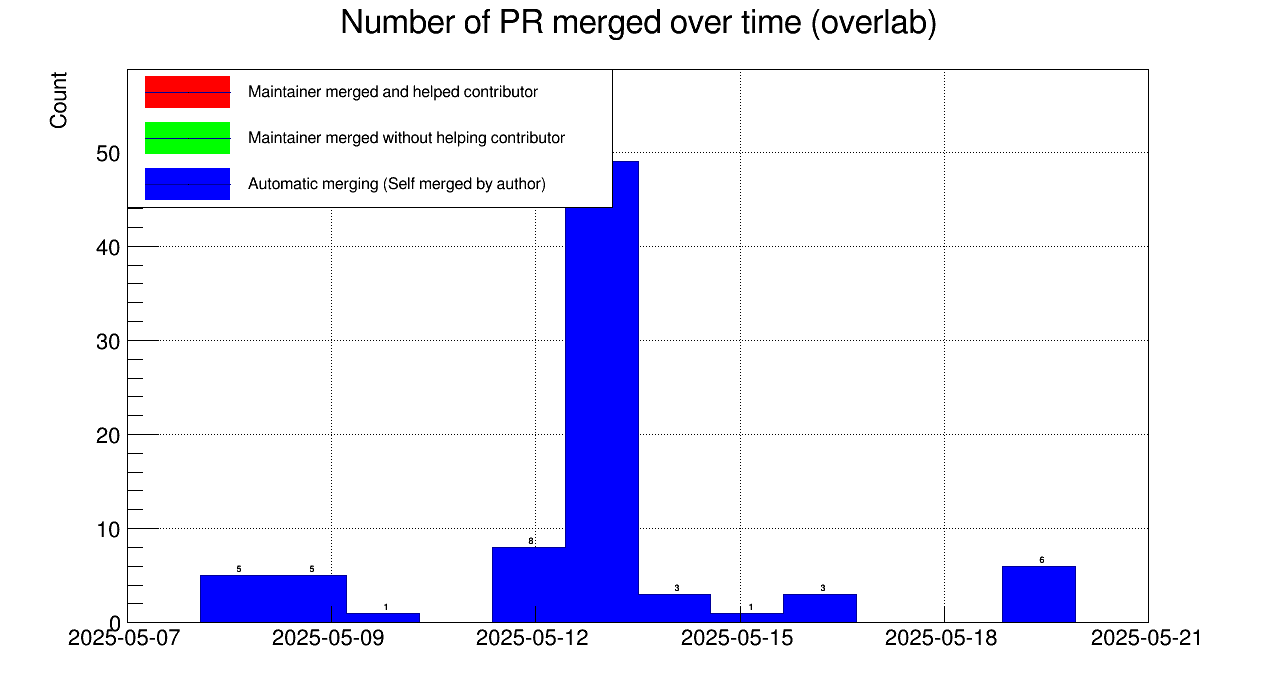 Number of PR merged over time (overlab)
Count
Maintainer merged and helped contributor
Maintainer merged without helping contributor
Automatic merging (Self merged by author)
50
40
30
20
10
0
5 5 1 8 3 1 3 6
2025-05-07 2025-05-09 2025-05-12 2025-05-15 2025-05-18 2025-05-21